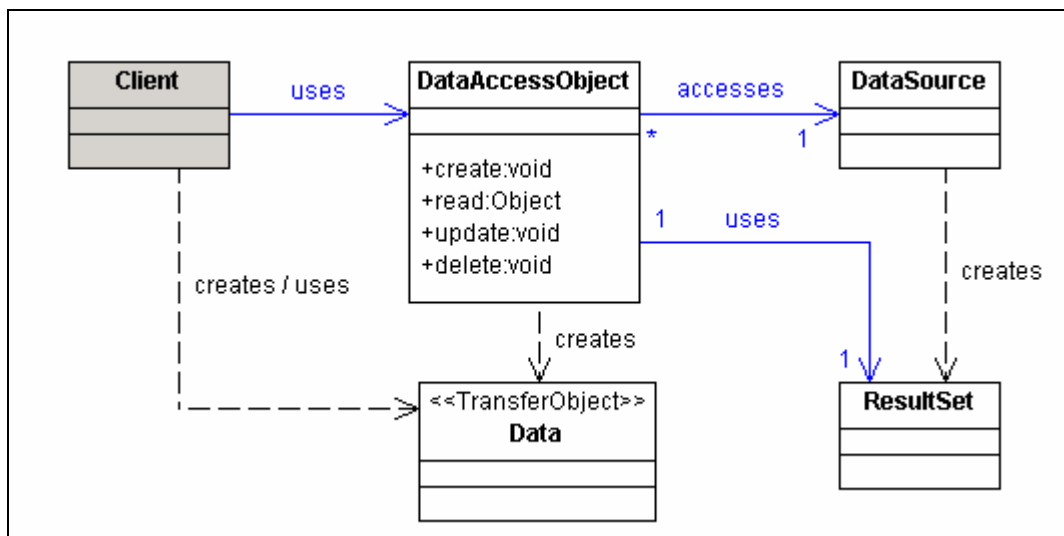 Client
uses
DataAccessObject
accesses
DataSource
*
1
+create:void
+read:Object
+update:void
+delete:void
1
uses
creates / uses
creates
creates
1
<<TransferObject>>
Data
ResultSet